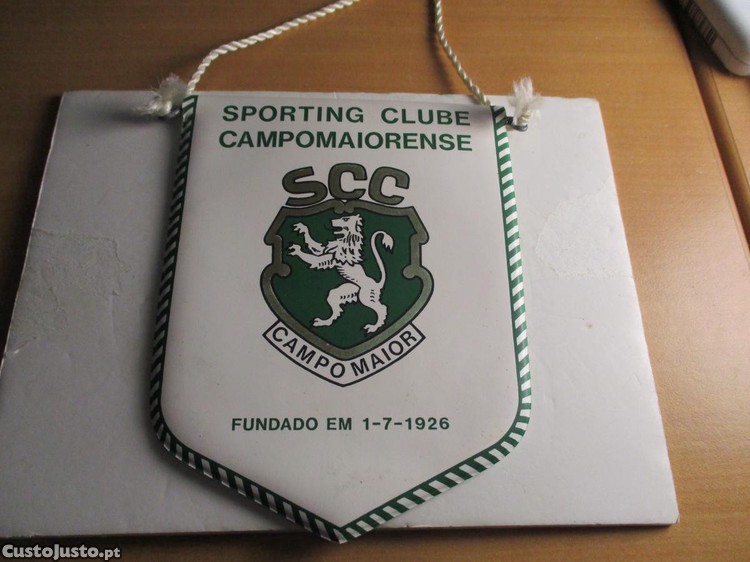 SPORTING CLUBE
CAMPOMAIORENSE
SCC
CAMPO MAIOR
FUNDADO EM 1-7-1926
CustoJusto.pt